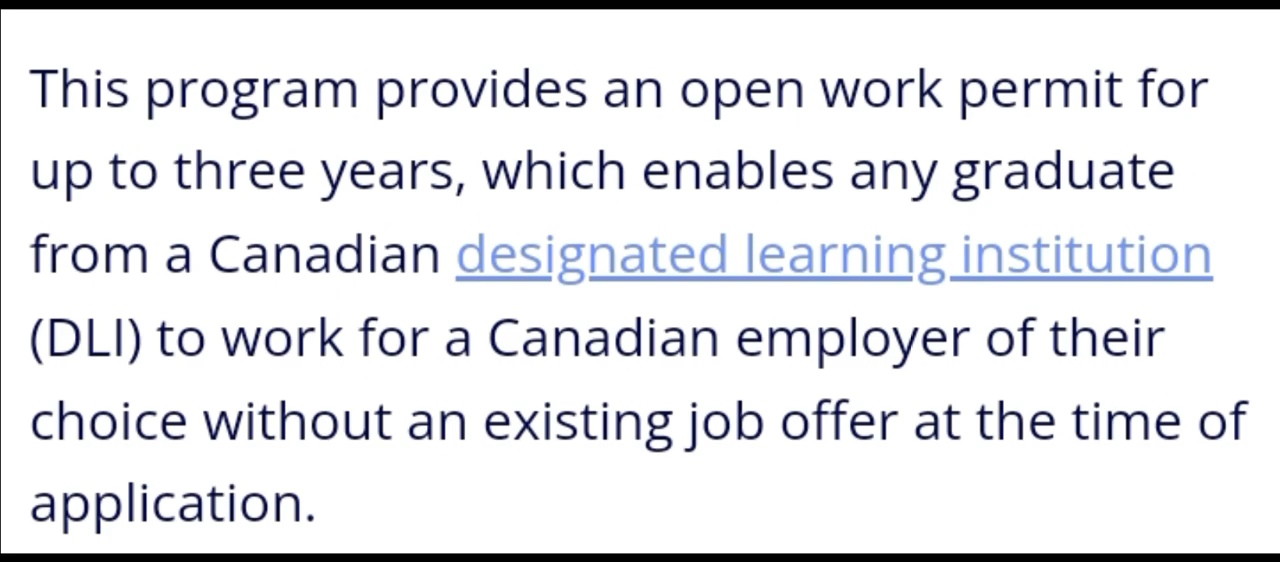 This program provides an open work permit for
up to three years, which enables any graduate
from a Canadian designated learning institution
(DLI) to work for a Canadian employer of their
choice without an existing job offer at the time of
application.